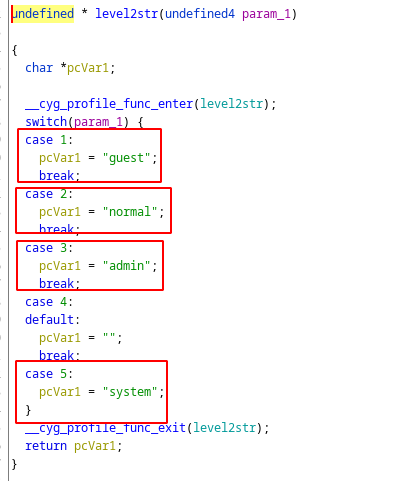 undefined * level2str(undefined4 param_1)
{
char *pcVar1;
__cyg_profile_func_enter(level2str);
switch(param_1) {
case 1:
pcVar1 = "guest";
break;
case 2:
pcVar1 = "normal";
break;
case 3:
pcVar1 = "admin";
break;
case 4:
default:
pcVar1 = "";
break;
case 5:
pcVar1 = "system";
}
__cyg_profile_func_exit(level2str);
return pcVar1;
}